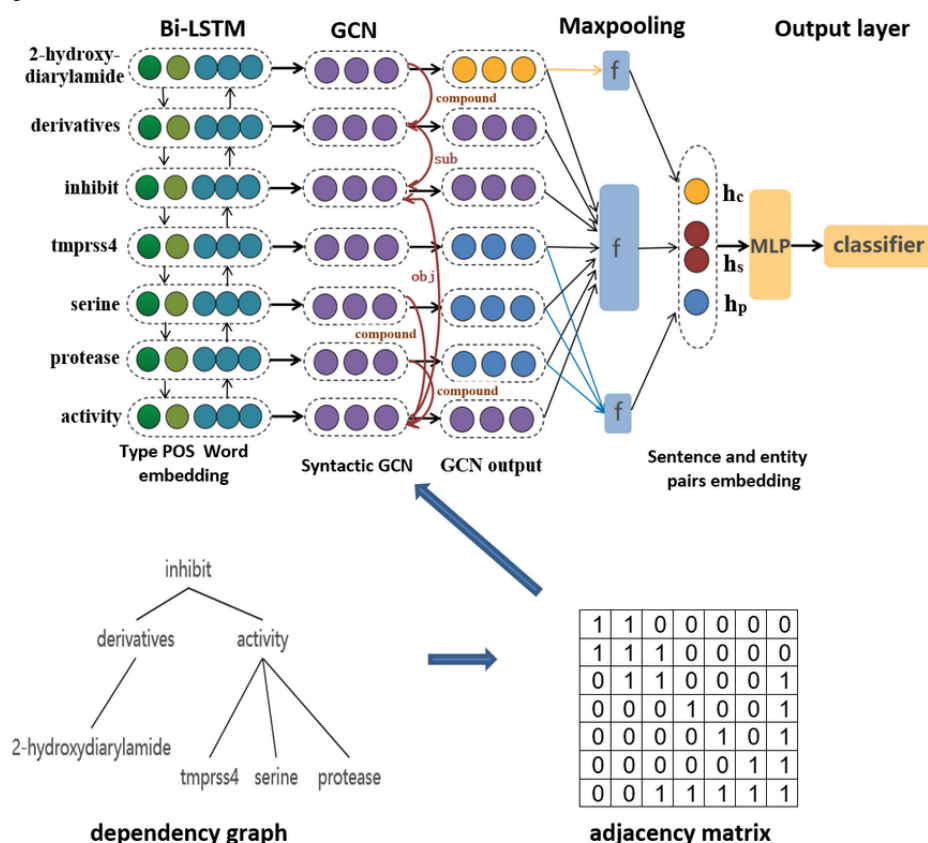 Bi-LSTM GCN Maxpooling Output layer
2-hydroxy-
diarylamide
derivatives
inhibit
tmprss4
serine
protease
activity
compound
sub
obj
compound
compound
f
f
f
hc
hs
hp
MLP
classifier
Type POS Word
embedding
Syntactic GCN
GCN output
Sentence and entity
pairs embedding
inhibit
derivatives activity
2-hydroxydiarylamide
tmprss4 serine protease
dependency graph
1 1 0 0 0 0 0
1 1 1 0 0 0 0
0 1 1 0 0 0 1
0 0 0 1 0 0 1
0 0 0 0 1 0 1
0 0 0 0 0 1 1
0 0 1 1 1 1 1
adjacency matrix